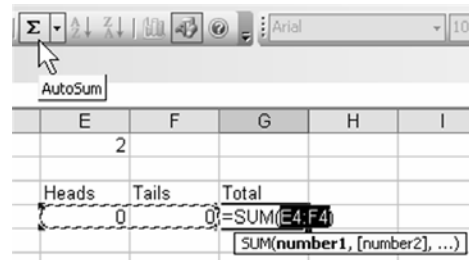 Σ Arial 10
AutoSum
E F G H I
2
Heads Tails Total
0 0 =SUM(E4:F4)
SUM(number1, [number2], ...)